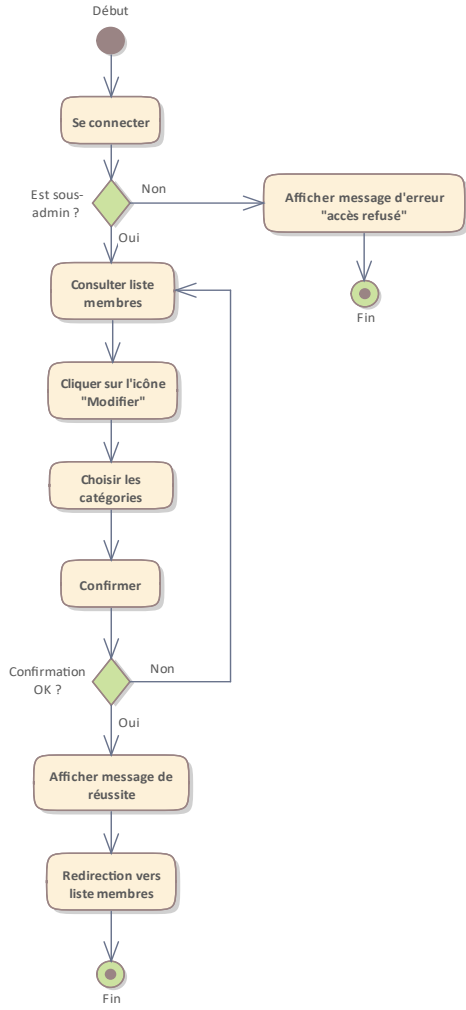 Début
Se connecter
Est sous-
admin ?
Non
Afficher message d'erreur
"accès refusé"
Oui
Fin
Consulter liste
membres
Cliquer sur l'icône
"Modifier"
Choisir les
catégories
Confirmer
Confirmation
OK ?
Non
Oui
Afficher message de
réussite
Redirection vers
liste membres
Fin